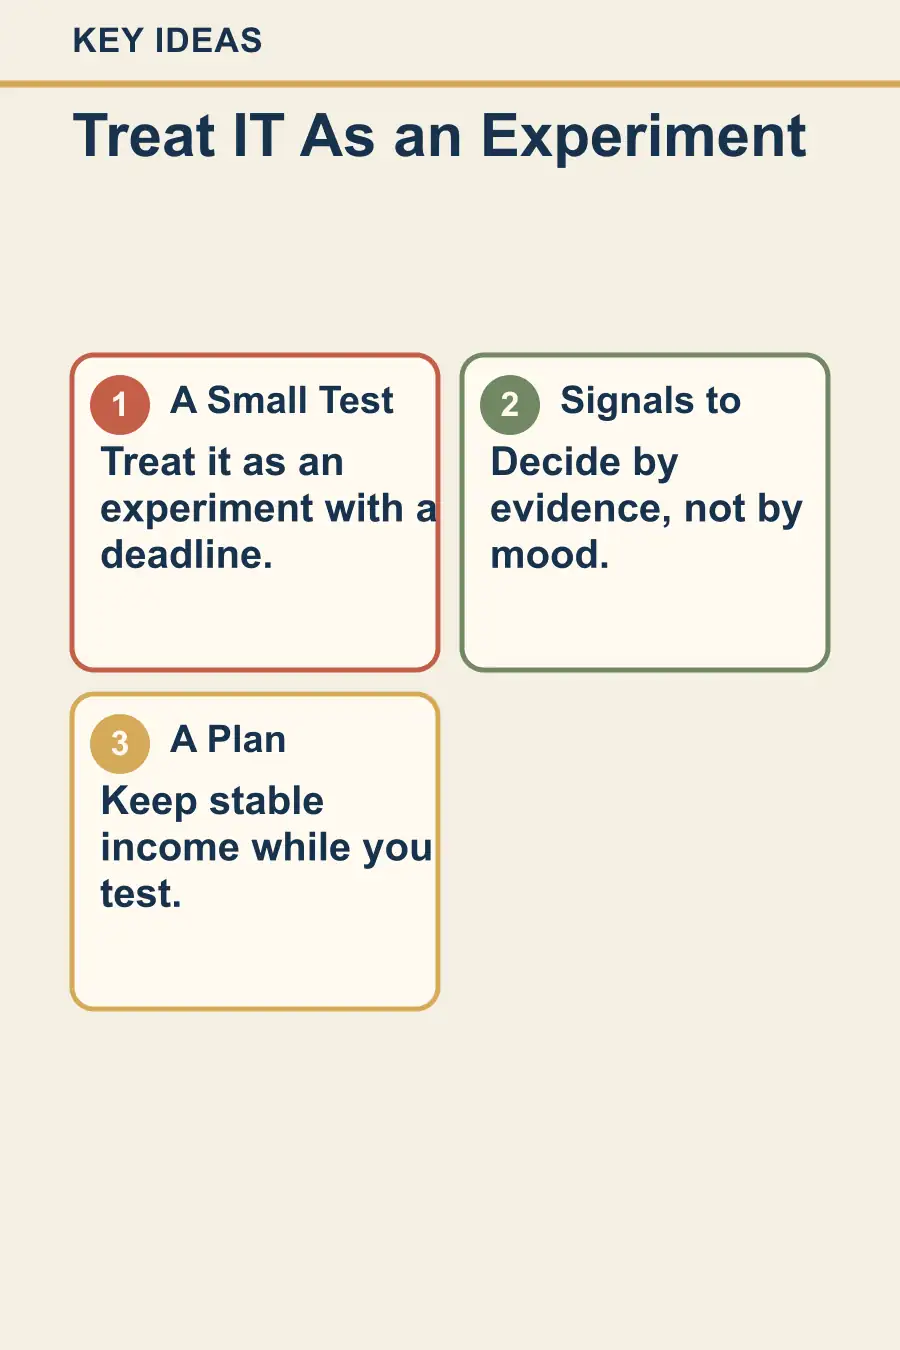 KEY IDEAS
Treat IT As an Experiment
1
A Small Test
Treat it as an
experiment with a
deadline.
2
Signals to
Decide by
evidence, not by
mood.
3
A Plan
Keep stable
income while you
test.